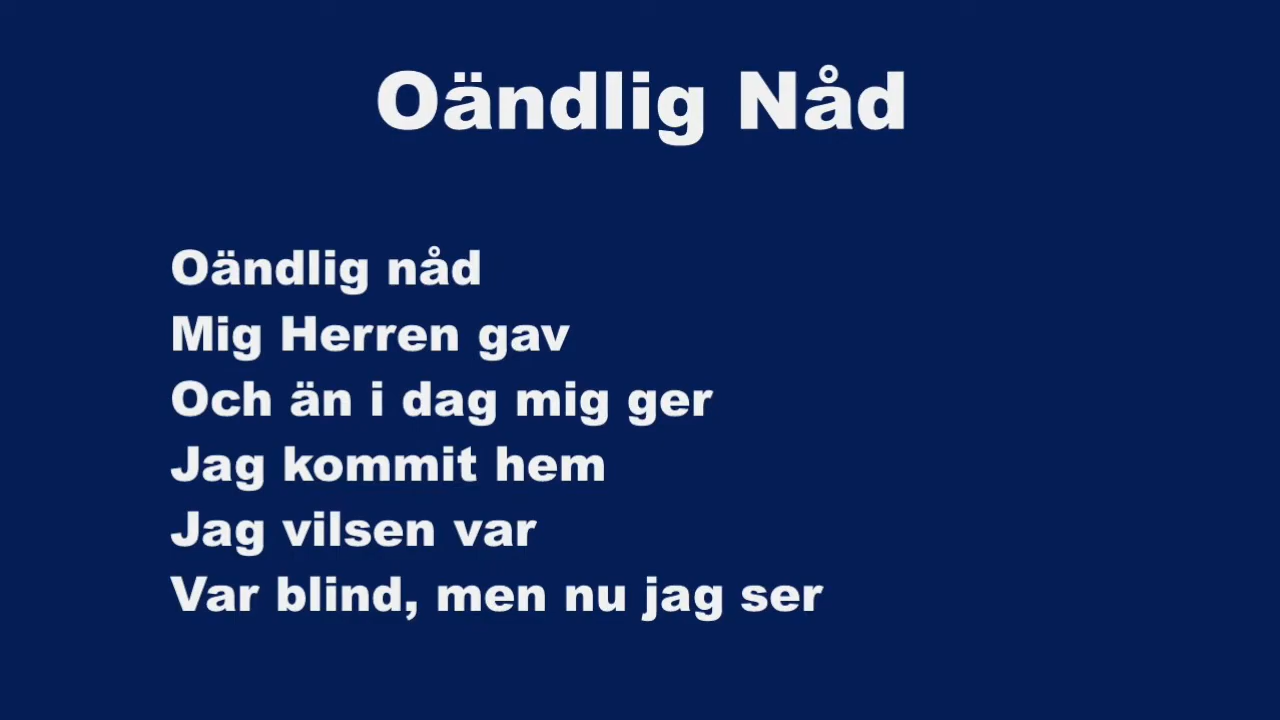 Oändlig Nåd
Oändlig nåd
Mig Herren gav
Och än i dag mig ger
Jag kommit hem
Jag vilsen var
Var blind, men nu jag ser